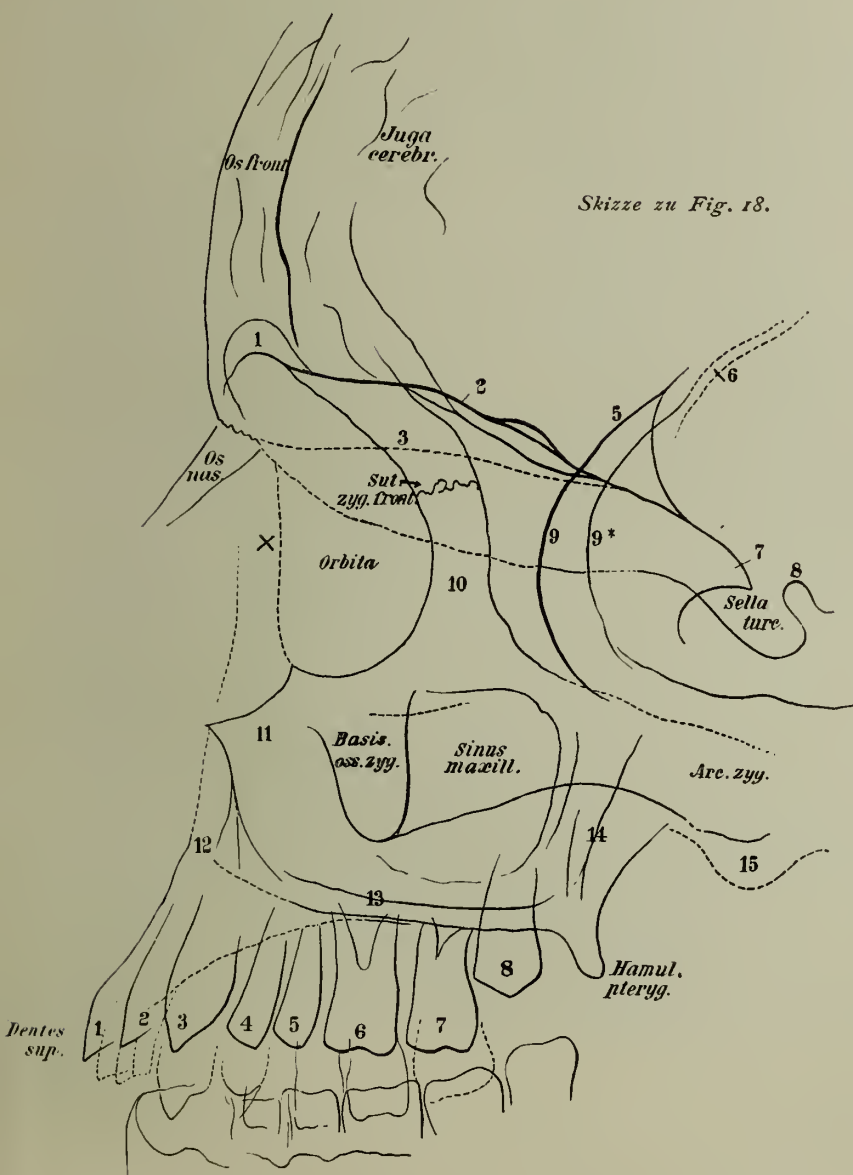 Os front.
Juga
cerebr.
Skizze zu Fig. 18.
1
2
6
5
3
Os
nas.
Sut.
zyg. front.
9
9*
7
8
Orbita
10
Sella
turc.
11
Basis.
oss. zyg.
Sinus
maxill.
Arc. zyg.
12
14
15
13
Hamul.
pteryg.
Dentes
sup.
1
2
3
4
5
6
7
8